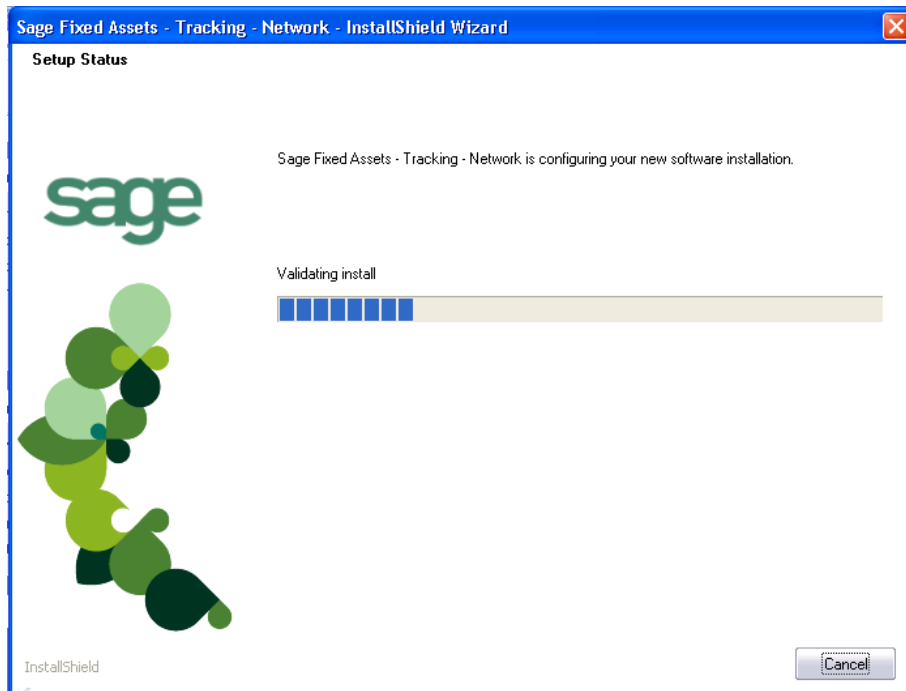 Sage Fixed Assets - Tracking - Network - InstallShield Wizard
Setup Status
Sage Fixed Assets - Tracking - Network is configuring your new software installation.
sage
Validating install
InstallShield
Cancel